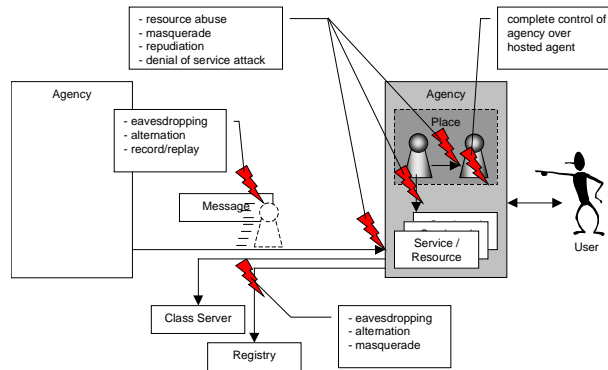 - resource abuse
- masquerade
- repudiation
- denial of service attack
complete control of
agency over
hosted agent
Agency
- eavesdropping
- alternation
- record/replay
Message
Agency
Place
Service /
Resource
User
Class Server
Registry
- eavesdropping
- alternation
- masquerade